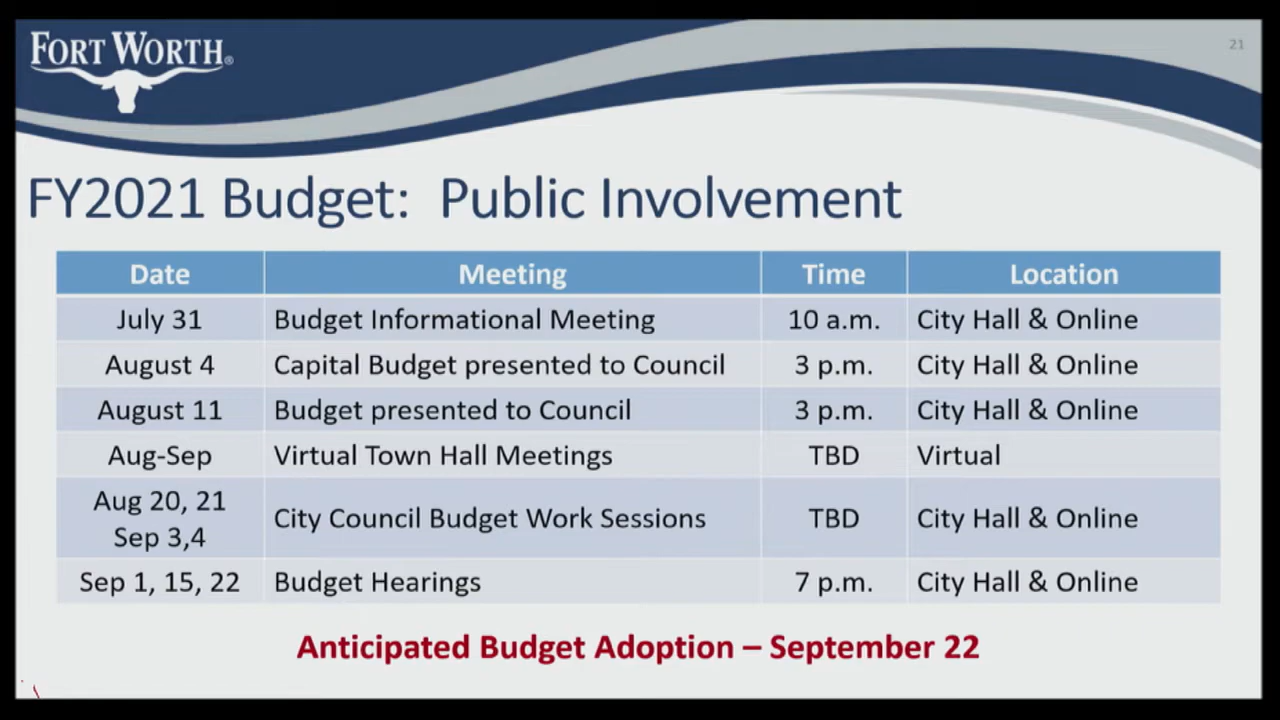 FORT WORTH®
21
FY2021 Budget: Public Involvement
Date Meeting Time Location
July 31 Budget Informational Meeting 10 a.m. City Hall & Online
August 4 Capital Budget presented to Council 3 p.m. City Hall & Online
August 11 Budget presented to Council 3 p.m. City Hall & Online
Aug-Sep Virtual Town Hall Meetings TBD Virtual
Aug 20, 21
Sep 3,4 City Council Budget Work Sessions TBD City Hall & Online
Sep 1, 15, 22 Budget Hearings 7 p.m. City Hall & Online
Anticipated Budget Adoption – September 22